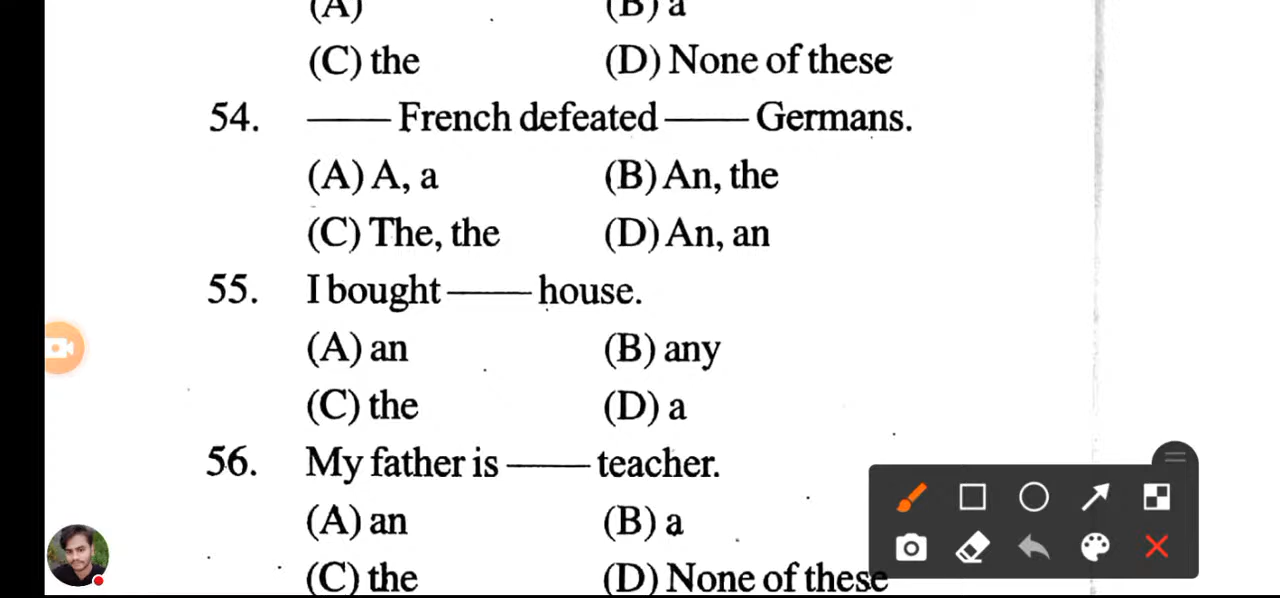 (A) (B) a
(C) the (D) None of these
54. —— French defeated —— Germans.
(A) A, a (B) An, the
(C) The, the (D) An, an
55. I bought —— house.
(A) an (B) any
(C) the (D) a
56. My father is —— teacher.
(A) an (B) a
(C) the (D) None of these